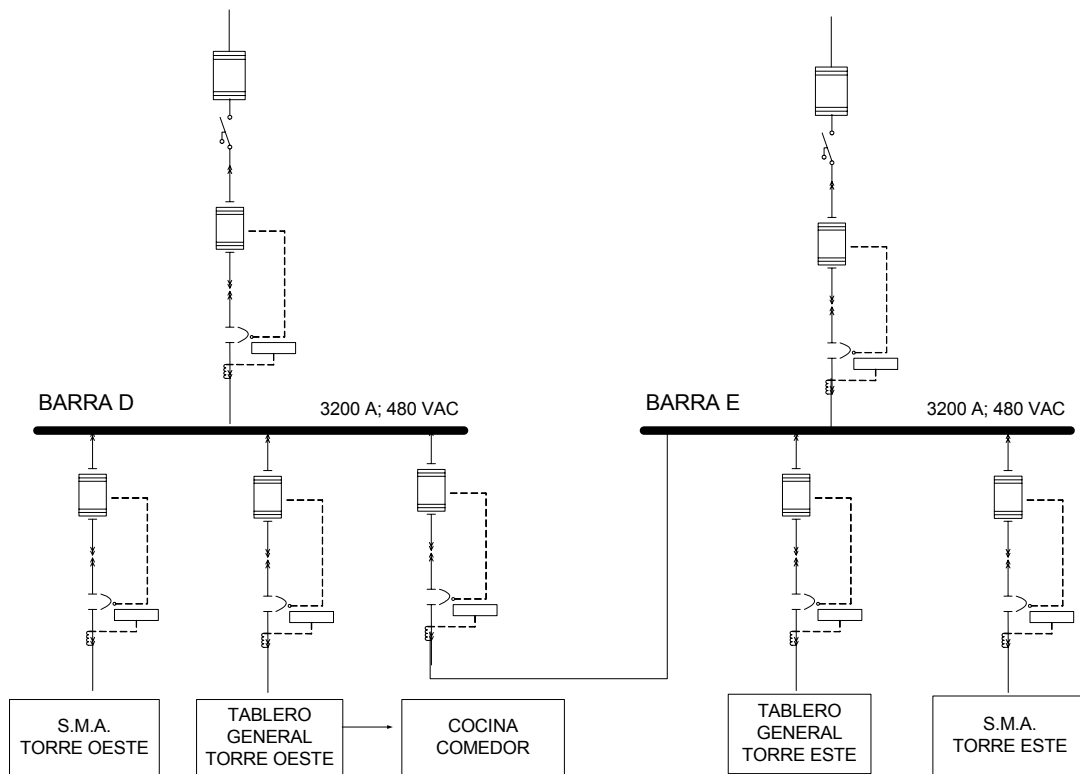 BARRA D
3200 A; 480 VAC
BARRA E
3200 A; 480 VAC
S.M.A.
TORRE OESTE
TABLERO
GENERAL
TORRE OESTE
COCINA
COMEDOR
TABLERO
GENERAL
TORRE ESTE
S.M.A.
TORRE ESTE